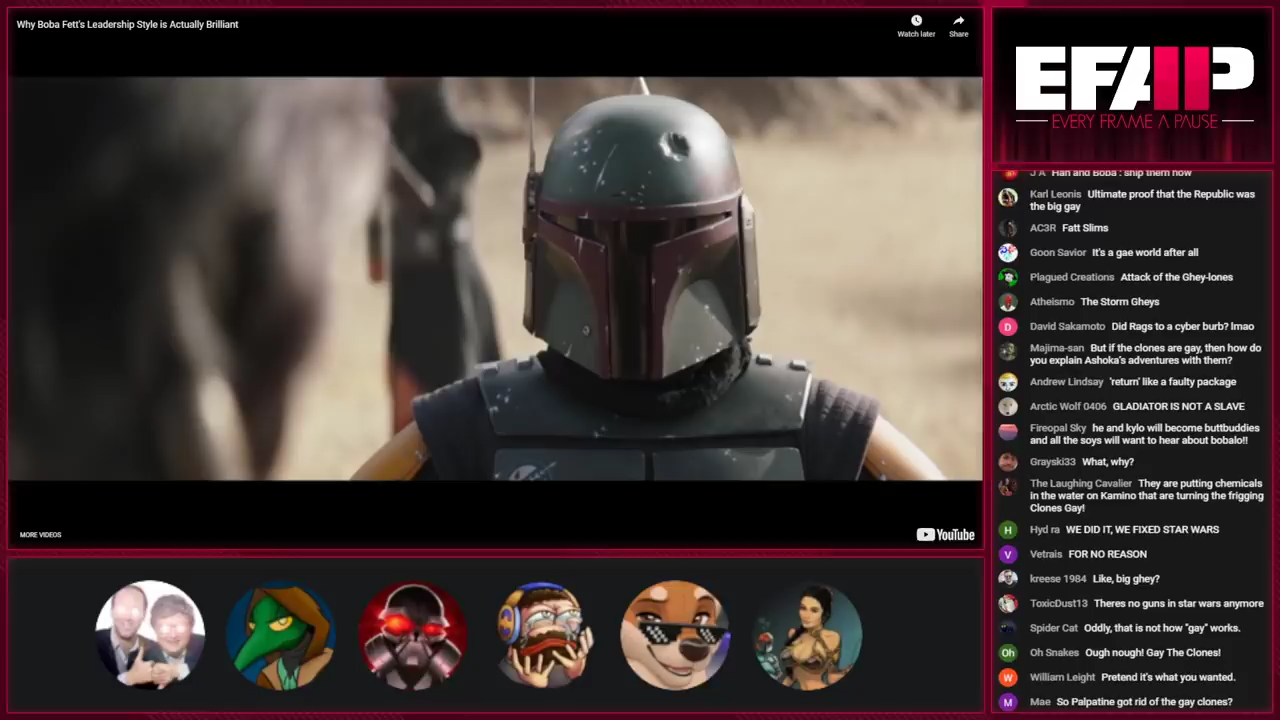 Why Boba Fett's Leadership Style is Actually Brilliant
Watch later
Share
MORE VIDEOS
YouTube
EFAP
EVERY FRAME A PAUSE
J A Han and Boba : ship them now
Karl Leonis Ultimate proof that the Republic was
the big gay
AC3R Fatt Slims
Goon Savior It's a gae world after all
Plagued Creations Attack of the Ghey-lones
Atheismo The Storm Gheys
D David Sakamoto Did Rags to a cyber burb? lmao
Majima-san But if the clones are gay, then how do
you explain Ashoka's adventures with them?
Andrew Lindsay 'return' like a faulty package
Arctic Wolf 0406 GLADIATOR IS NOT A SLAVE
Fireopal Sky he and kylo will become buttbuddies
and all the soys will want to hear about bobalo!!
Grayski33 What, why?
The Laughing Cavalier They are putting chemicals
in the water on Kamino that are turning the frigging
Clones Gay!
H Hyd ra WE DID IT, WE FIXED STAR WARS
V Vetrais FOR NO REASON
kreese 1984 Like, big ghey?
ToxicDust13 Theres no guns in star wars anymore
Spider Cat Oddly, that is not how "gay" works.
Oh Oh Snakes Ough nough! Gay The Clones!
W William Leight Pretend it's what you wanted.
M Mae So Palpatine got rid of the gay clones?